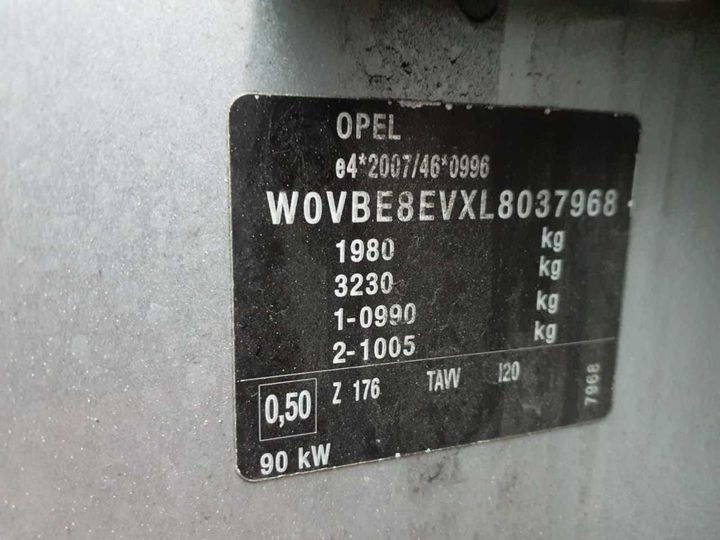 OPEL
e4*2007/46*0996
W0VBE8EVXL8037968
1980 kg
3230 kg
1-0990 kg
2-1005 kg
0,50 Z 176 TAVV I20
7968
90 kW